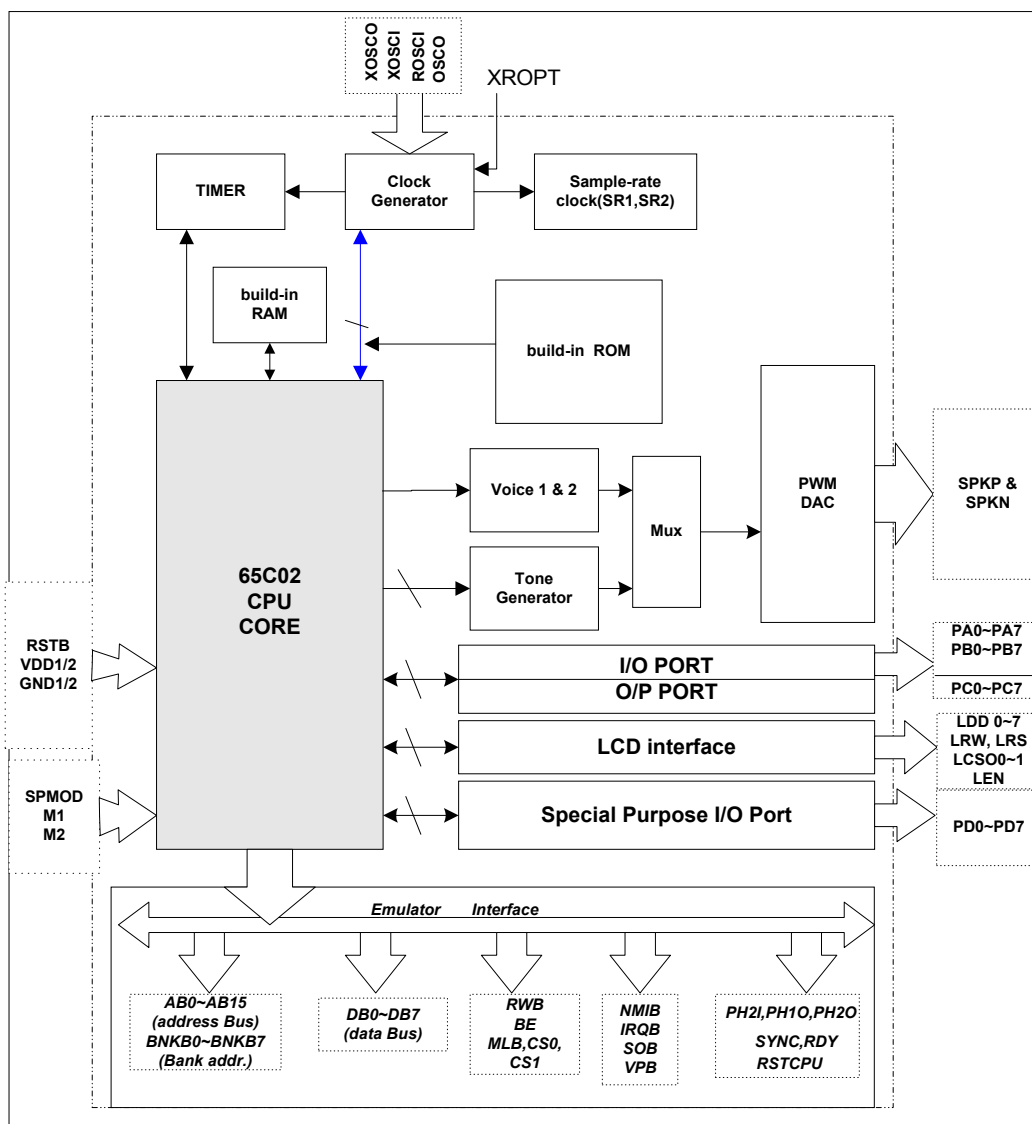 XOSCO
XOSCI
ROSCI
OSCO
XROPT
TIMER
Clock
Generator
Sample-rate
clock(SR1,SR2)
build-in
RAM
build-in ROM
65C02
CPU
CORE
Voice 1 & 2
Tone
Generator
Mux
PWM
DAC
SPKP &
SPKN
RSTB
VDD1/2
GND1/2
SPMOD
M1
M2
I/O PORT
O/P PORT
PA0~PA7
PB0~PB7
PC0~PC7
LCD interface
LDD 0~7
LRW, LRS
LCSO0~1
LEN
Special Purpose I/O Port
PD0~PD7
Emulator Interface
AB0~AB15
(address Bus)
BNKB0~BNKB7
(Bank addr.)
DB0~DB7
(data Bus)
RWB
BE
MLB,CS0,
CS1
NMIB
IRQB
SOB
VPB
PH2I,PH1O,PH2O
SYNC,RDY
RSTCPU